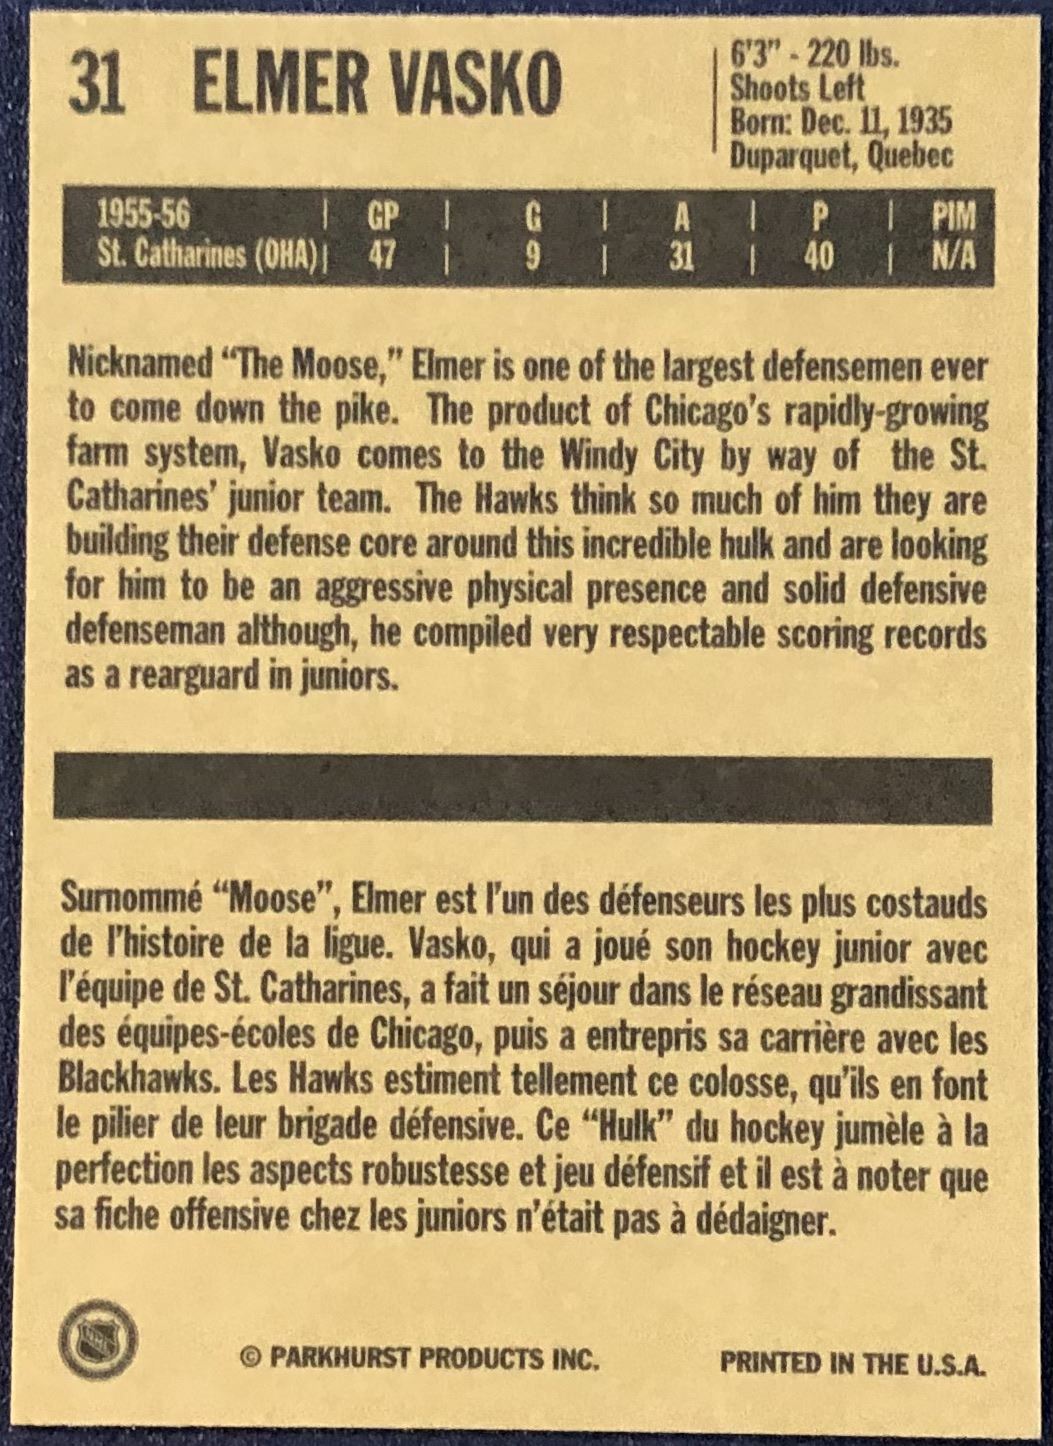 31 ELMER VASKO
6'3" - 220 lbs.
Shoots Left
Born: Dec. 11, 1935
Duparquet, Quebec
1955-56 | GP | G | A | P | PIM
St. Catharines (OHA) | 47 | 9 | 31 | 40 | N/A
Nicknamed “The Moose,” Elmer is one of the largest defensemen ever
to come down the pike. The product of Chicago's rapidly-growing
farm system, Vasko comes to the Windy City by way of the St.
Catharines' junior team. The Hawks think so much of him they are
building their defense core around this incredible hulk and are looking
for him to be an aggressive physical presence and solid defensive
defenseman although, he compiled very respectable scoring records
as a rearguard in juniors.
Surnommé “Moose”, Elmer est l'un des défenseurs les plus costauds
de l'histoire de la ligue. Vasko, qui a joué son hockey junior avec
l'équipe de St. Catharines, a fait un séjour dans le réseau grandissant
des équipes-écoles de Chicago, puis a entrepris sa carrière avec les
Blackhawks. Les Hawks estiment tellement ce colosse, qu'ils en font
le pilier de leur brigade défensive. Ce “Hulk” du hockey jumèle à la
perfection les aspects robustesse et jeu défensif et il est à noter que
sa fiche offensive chez les juniors n'était pas à dédaigner.
NHL
© PARKHURST PRODUCTS INC.
PRINTED IN THE U.S.A.